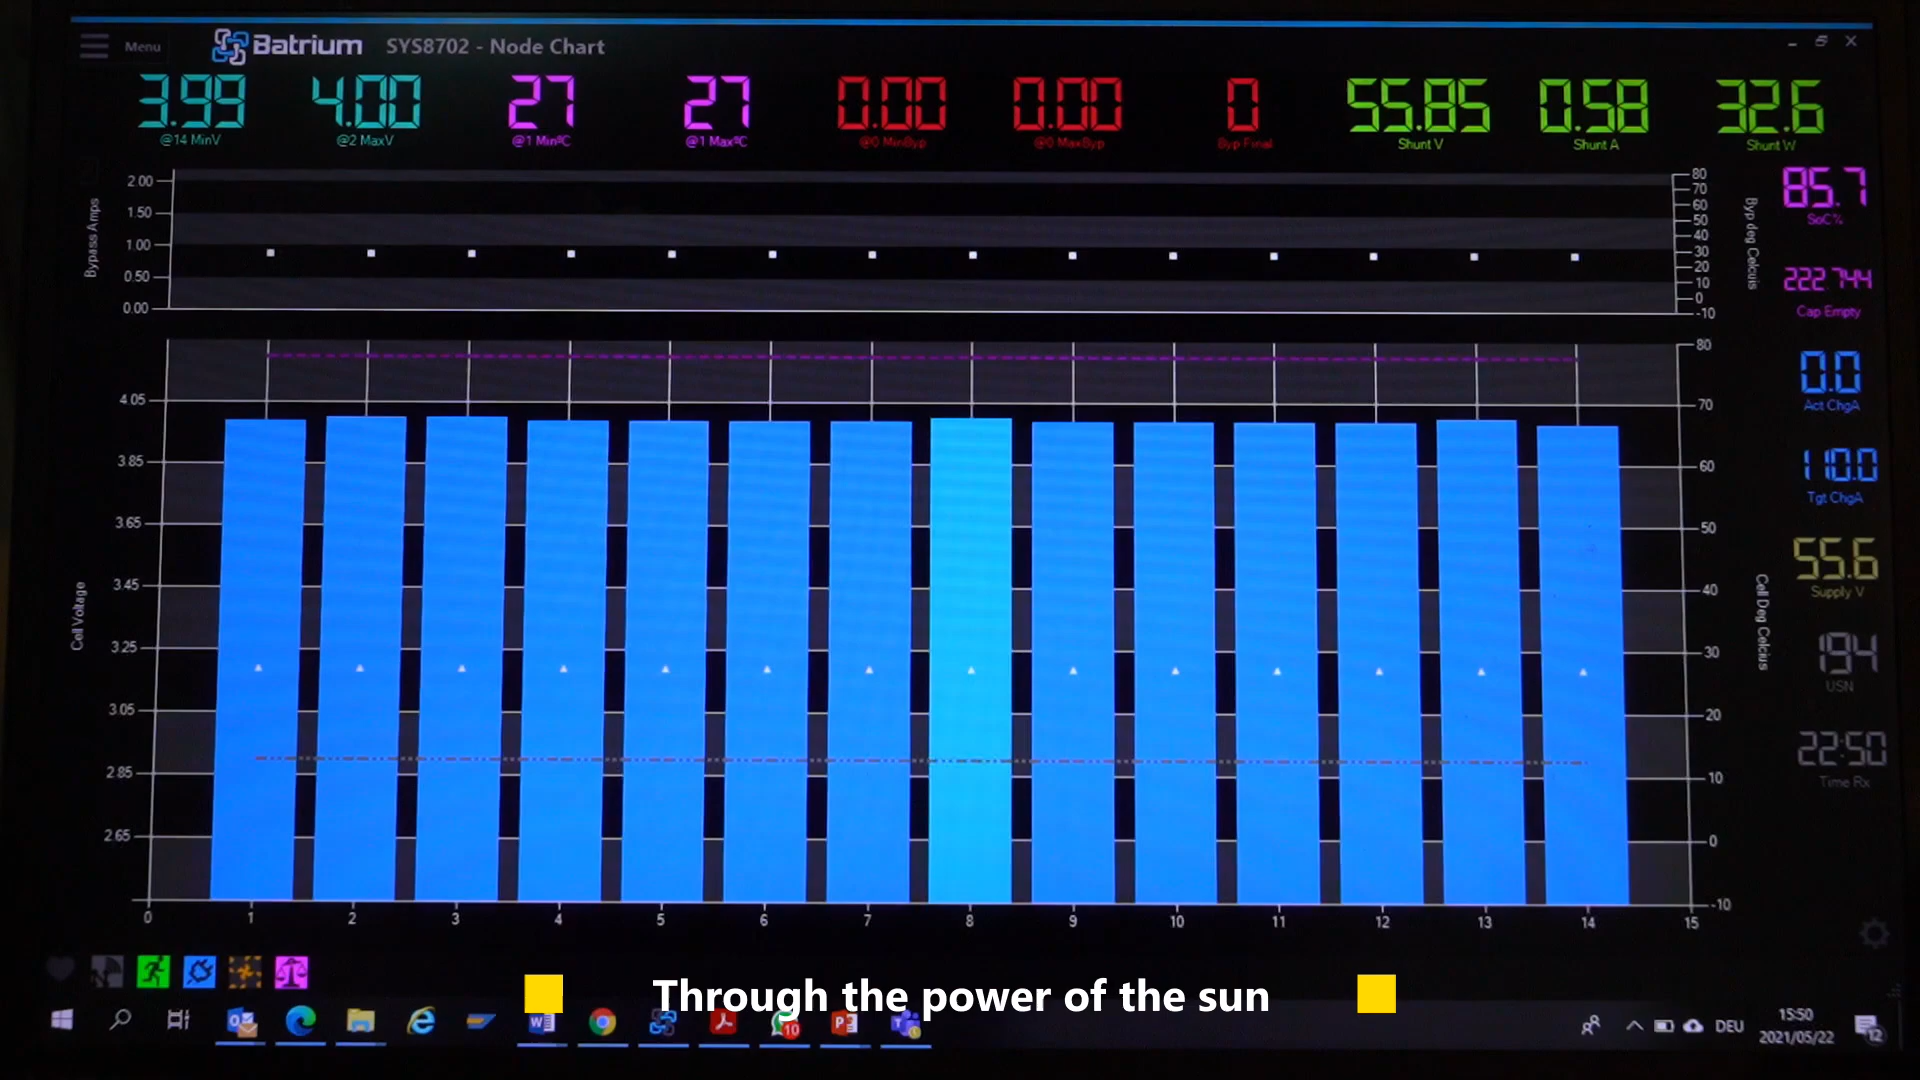 Menu
Batrium
SYS8702 - Node Chart
3.99
@14 MinV
4.00
@2 MaxV
27
@1 Min°C
27
@1 Max°C
0.00
@0 MinByp
0.00
@0 MaxByp
0
Byp Final
55.85
Shunt V
0.58
Shunt A
32.6
Shunt W
Bypass Amps
2.00
1.50
1.00
0.50
0.00
80
70
60
50
40
30
20
10
0
-10
Byp deg Celcuis
85.7
SoC%
222.744
Cap Empty
0.0
Act ChgA
110.0
Tgt ChgA
55.6
Supply V
194
USN
22:50
Time Rx
Cell Voltage
4.05
3.85
3.65
3.45
3.25
3.05
2.85
2.65
80
70
60
50
40
30
20
10
0
-10
Cell Deg Celcius
0 1 2 3 4 5 6 7 8 9 10 11 12 13 14 15
Through the power of the sun
10
DEU
15:50
2021/05/22
12